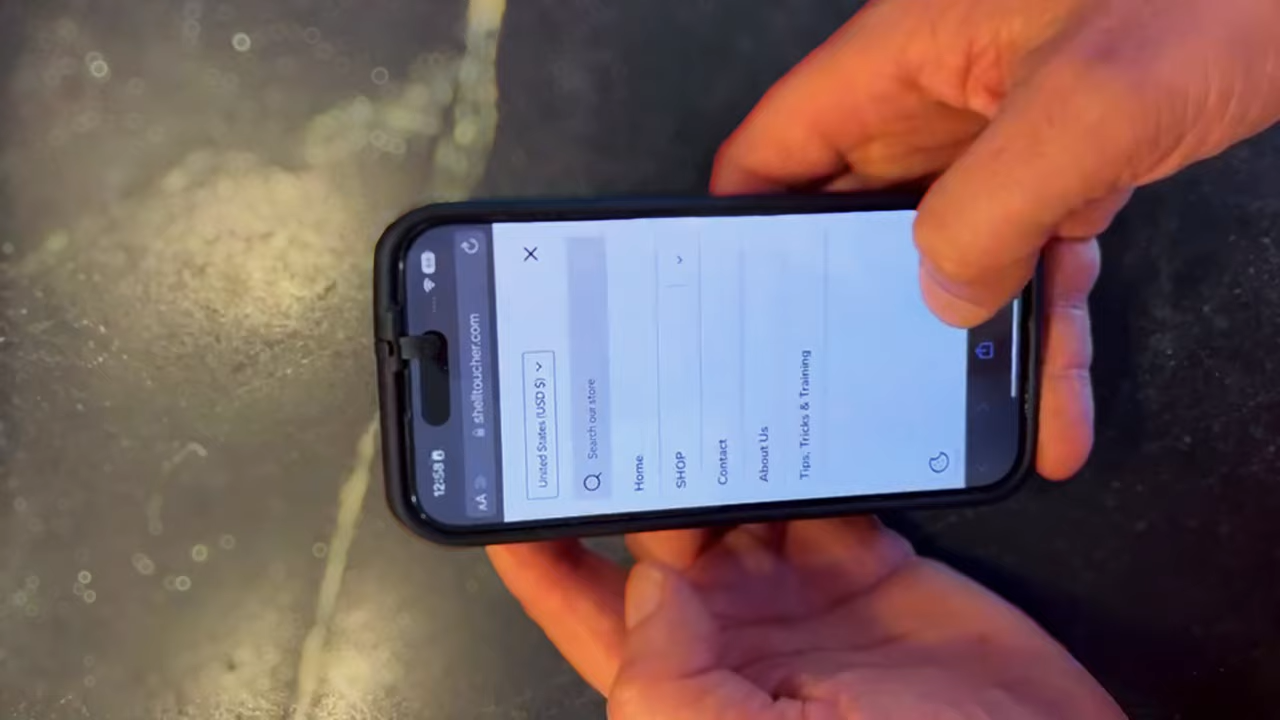 12:58
AA shelltoucher.com
United States (USD $)
Search our store
Home
SHOP
Contact
About Us
Tips, Tricks & Training